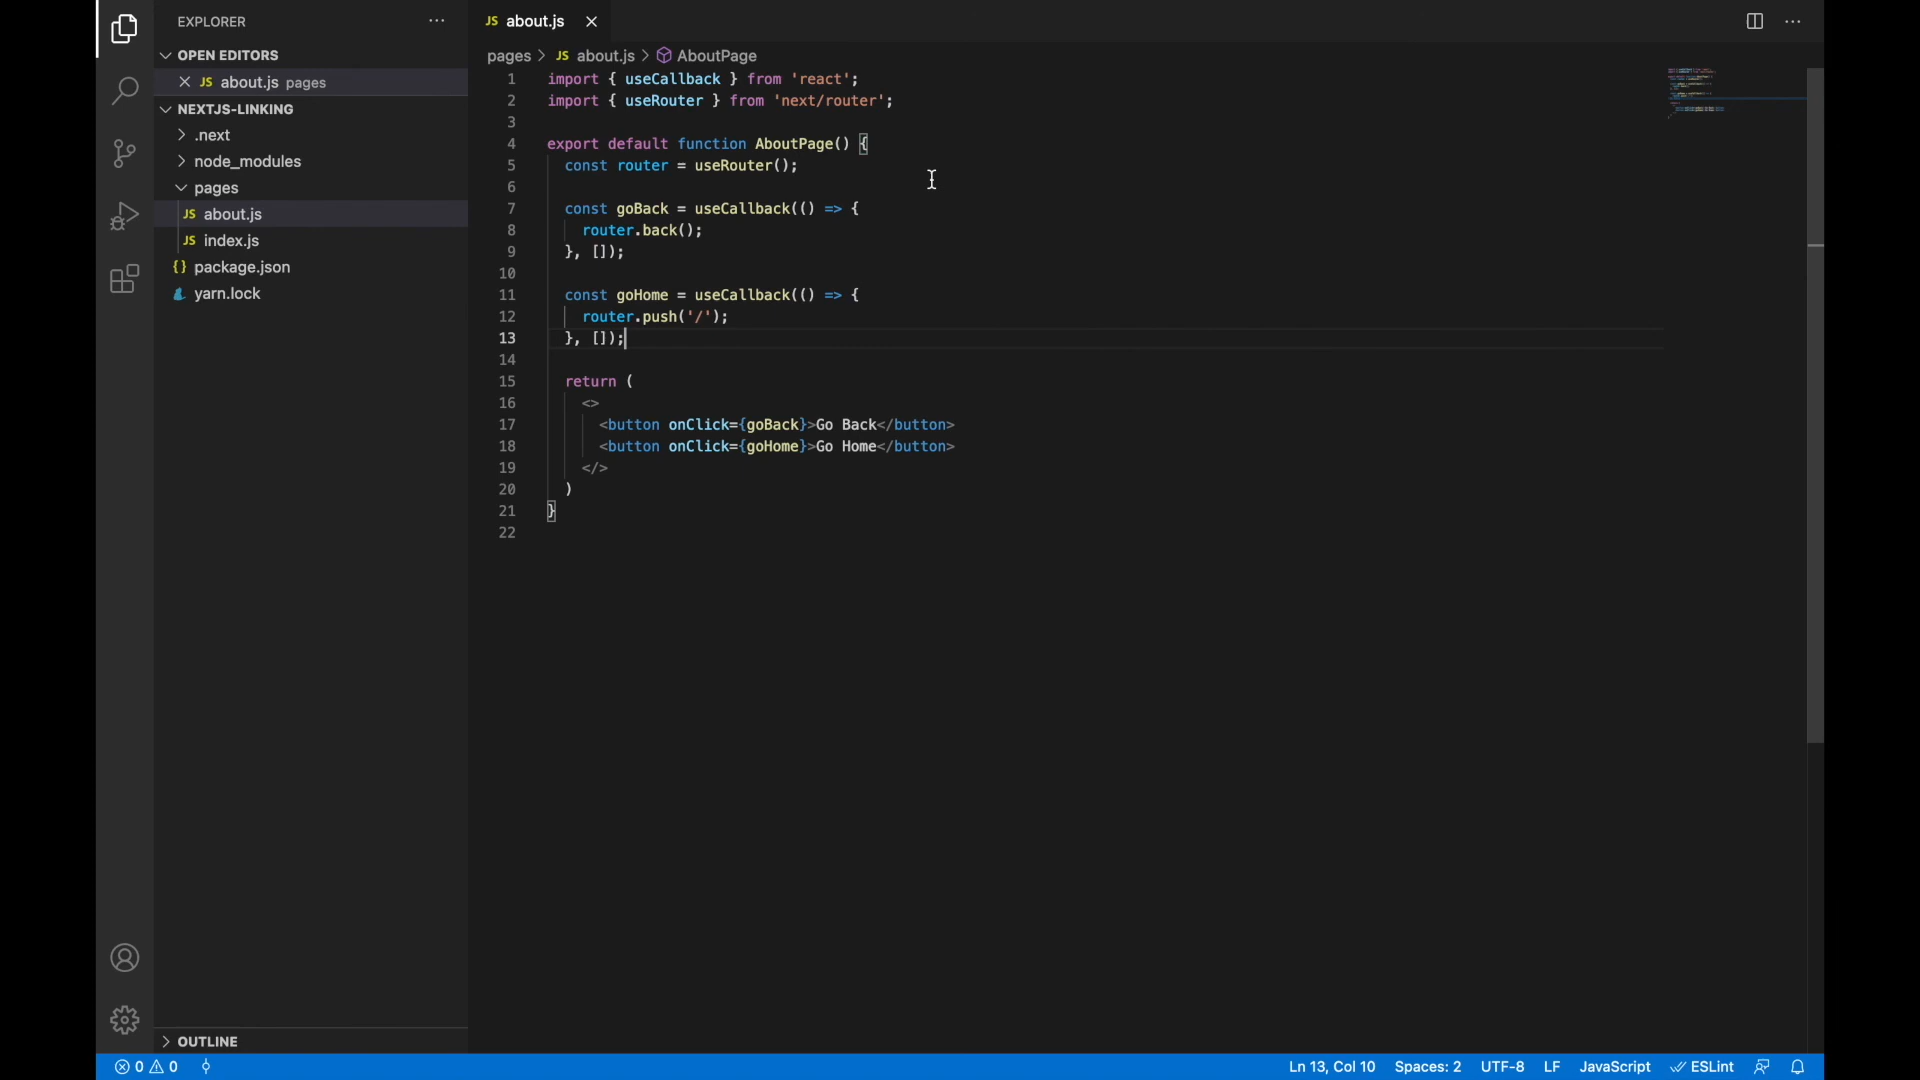 EXPLORER
OPEN EDITORS
JS about.js pages
NEXTJS-LINKING
.next
node_modules
pages
JS about.js
JS index.js
{} package.json
yarn.lock
OUTLINE
JS about.js
pages > JS about.js > AboutPage
1 import { useCallback } from 'react';
2 import { useRouter } from 'next/router';
3
4 export default function AboutPage() {
5 const router = useRouter();
6
7 const goBack = useCallback(() => {
8 router.back();
9 }, []);
10
11 const goHome = useCallback(() => {
12 router.push('/');
13 }, []);
14
15 return (
16 <>
17 <button onClick={goBack}>Go Back</button>
18 <button onClick={goHome}>Go Home</button>
19 </>
20 )
21 }
22
0 0
Ln 13, Col 10 Spaces: 2 UTF-8 LF JavaScript ESLint